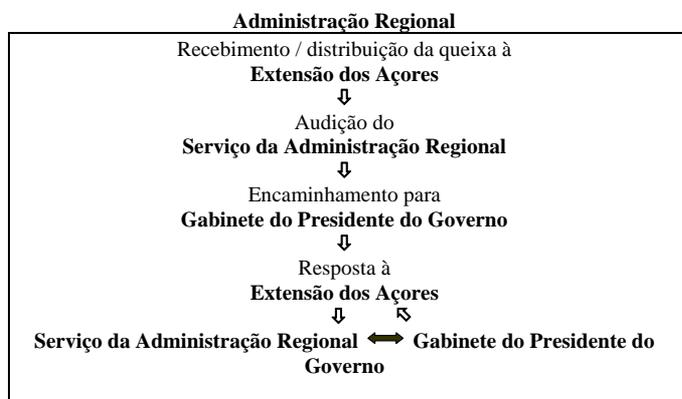 Administração Regional
Recebimento / distribuição da queixa à
Extensão dos Açores
⇩
Audição do
Serviço da Administração Regional
⇩
Encaminhamento para
Gabinete do Presidente do Governo
⇩
Resposta à
Extensão dos Açores
Serviço da Administração Regional Gabinete do Presidente do
Governo